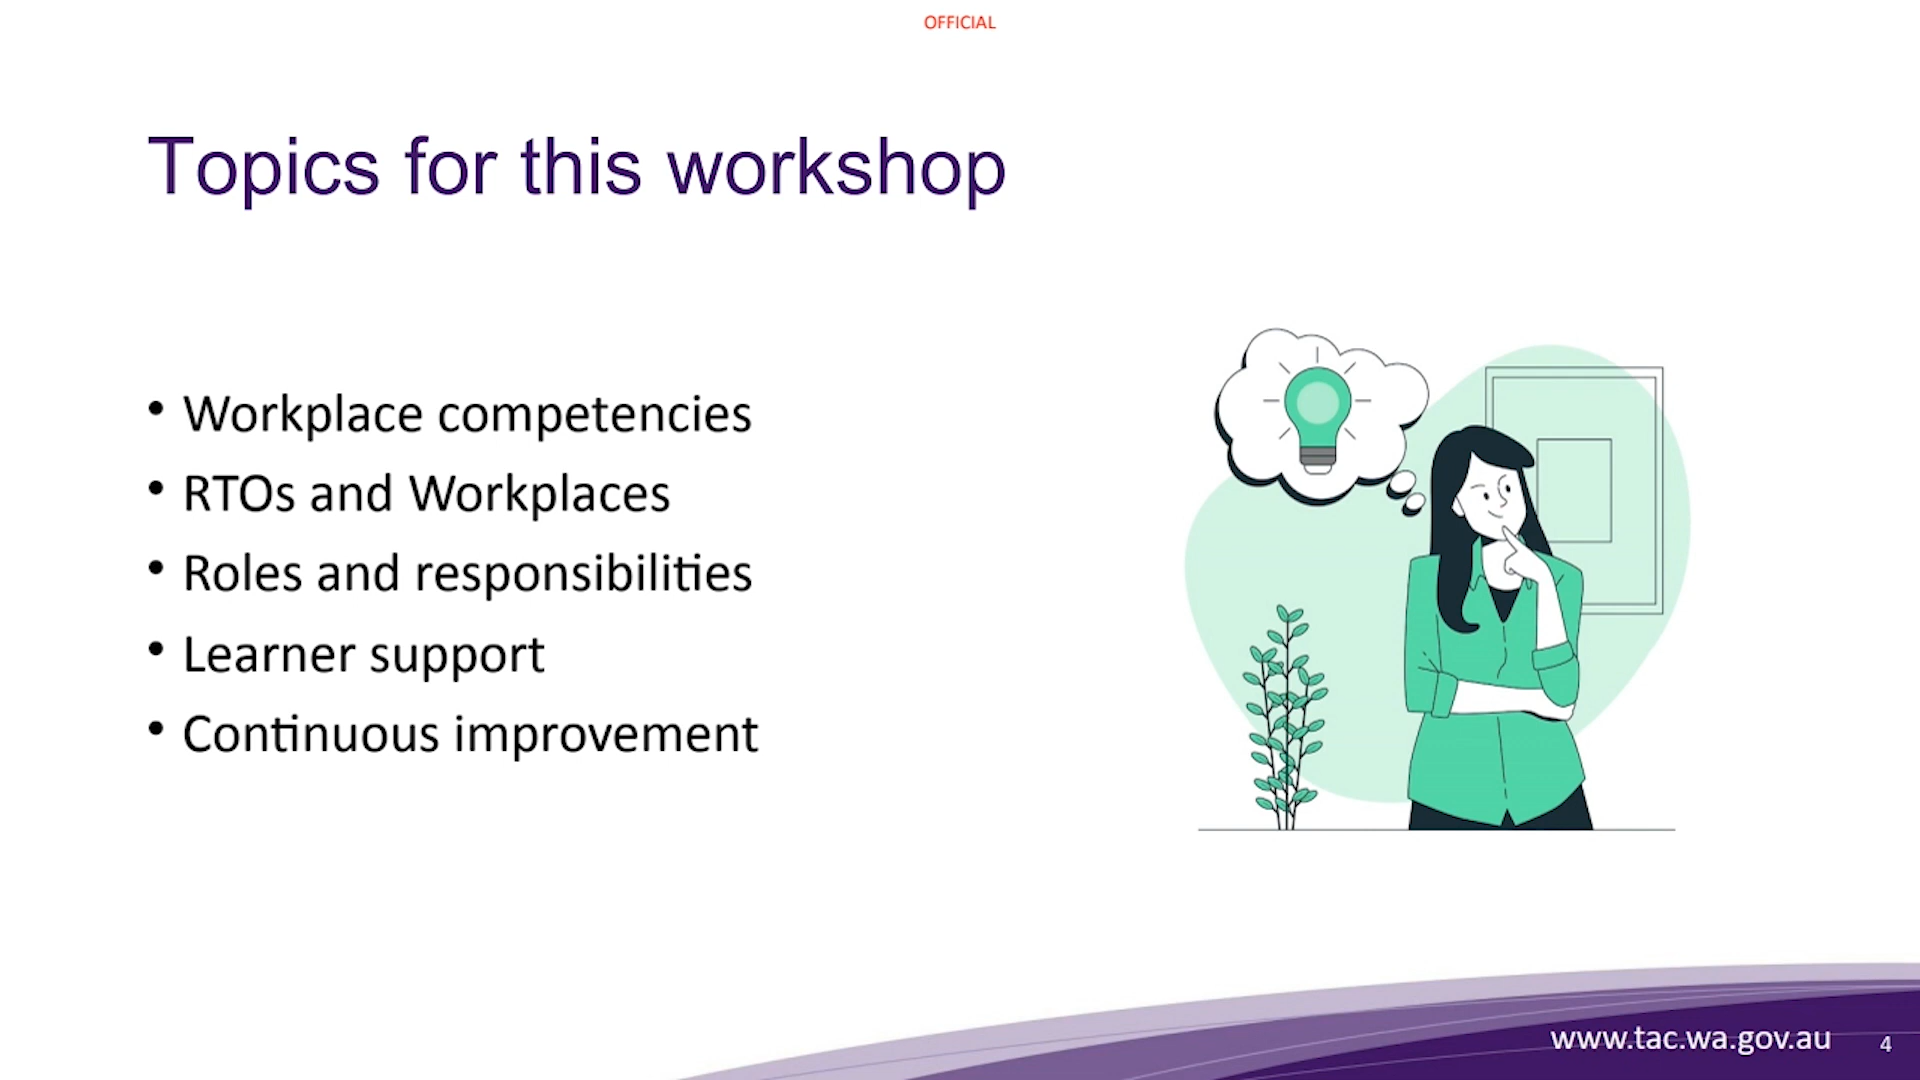 OFFICIAL
Topics for this workshop
• Workplace competencies
• RTOs and Workplaces
• Roles and responsibilities
• Learner support
• Continuous improvement
www.tac.wa.gov.au
4